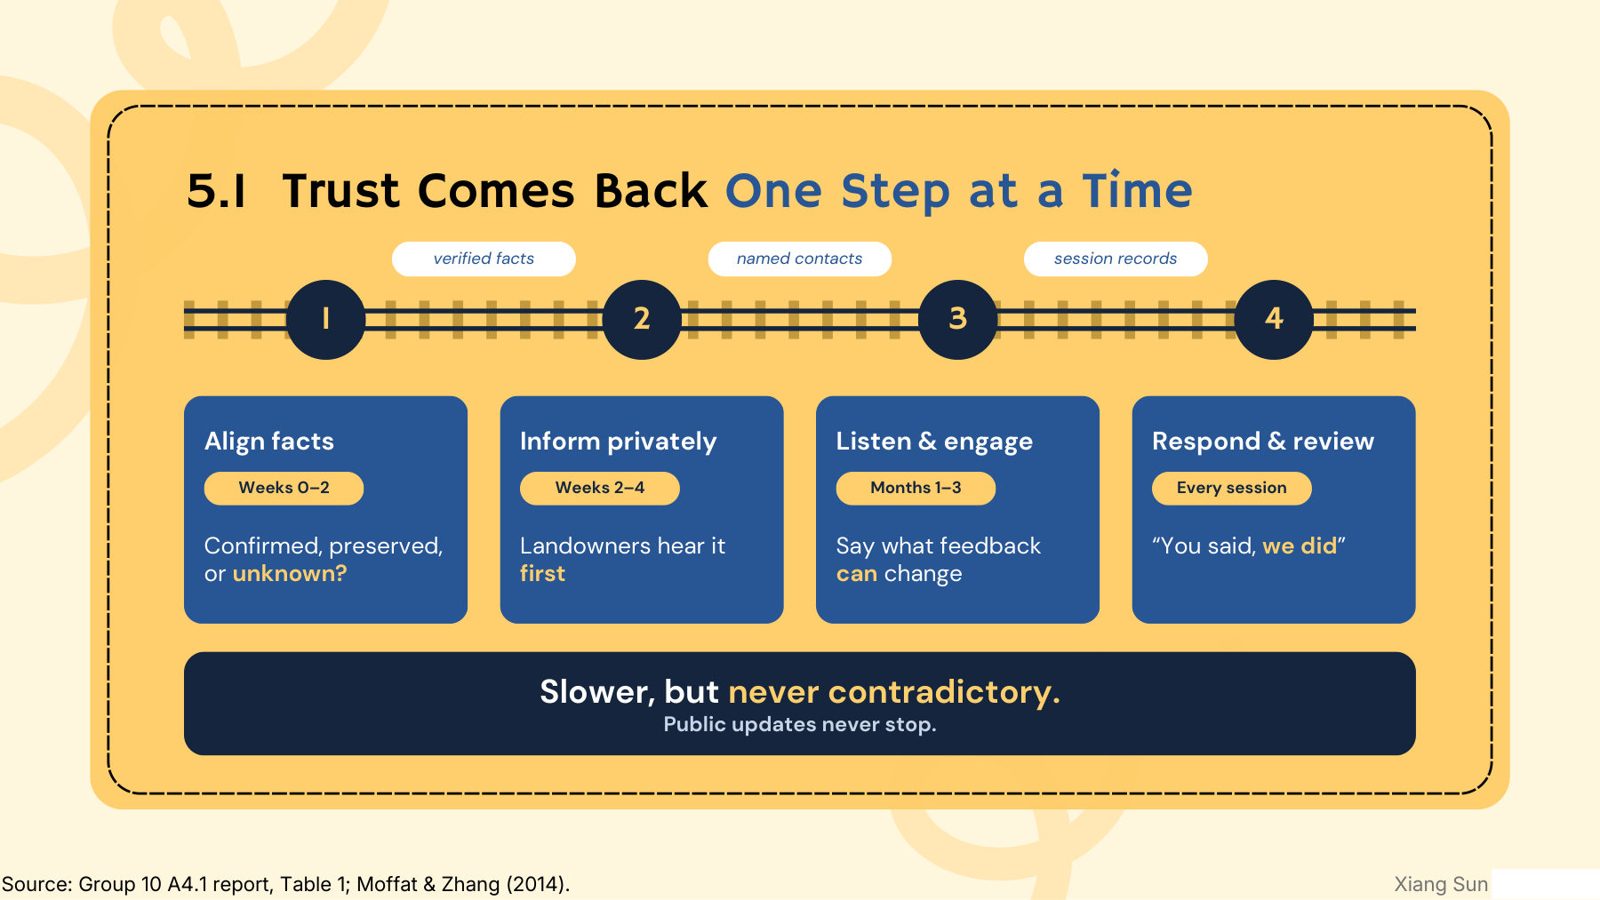 5.1 Trust Comes Back One Step at a Time
verified facts
named contacts
session records
1
2
3
4
Align facts
Weeks 0–2
Confirmed, preserved,
or unknown?
Inform privately
Weeks 2–4
Landowners hear it
first
Listen & engage
Months 1–3
Say what feedback
can change
Respond & review
Every session
“You said, we did”
Slower, but never contradictory.
Public updates never stop.
Source: Group 10 A4.1 report, Table 1; Moffat & Zhang (2014).
Xiang Sun